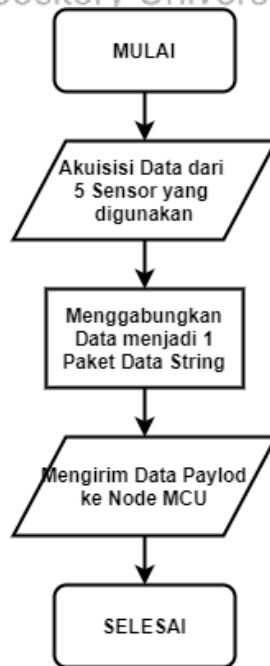 MULAI
Akuisisi Data dari
5 Sensor yang
digunakan
Menggabungkan
Data menjadi 1
Paket Data String
Mengirim Data Paylod
ke Node MCU
SELESAI